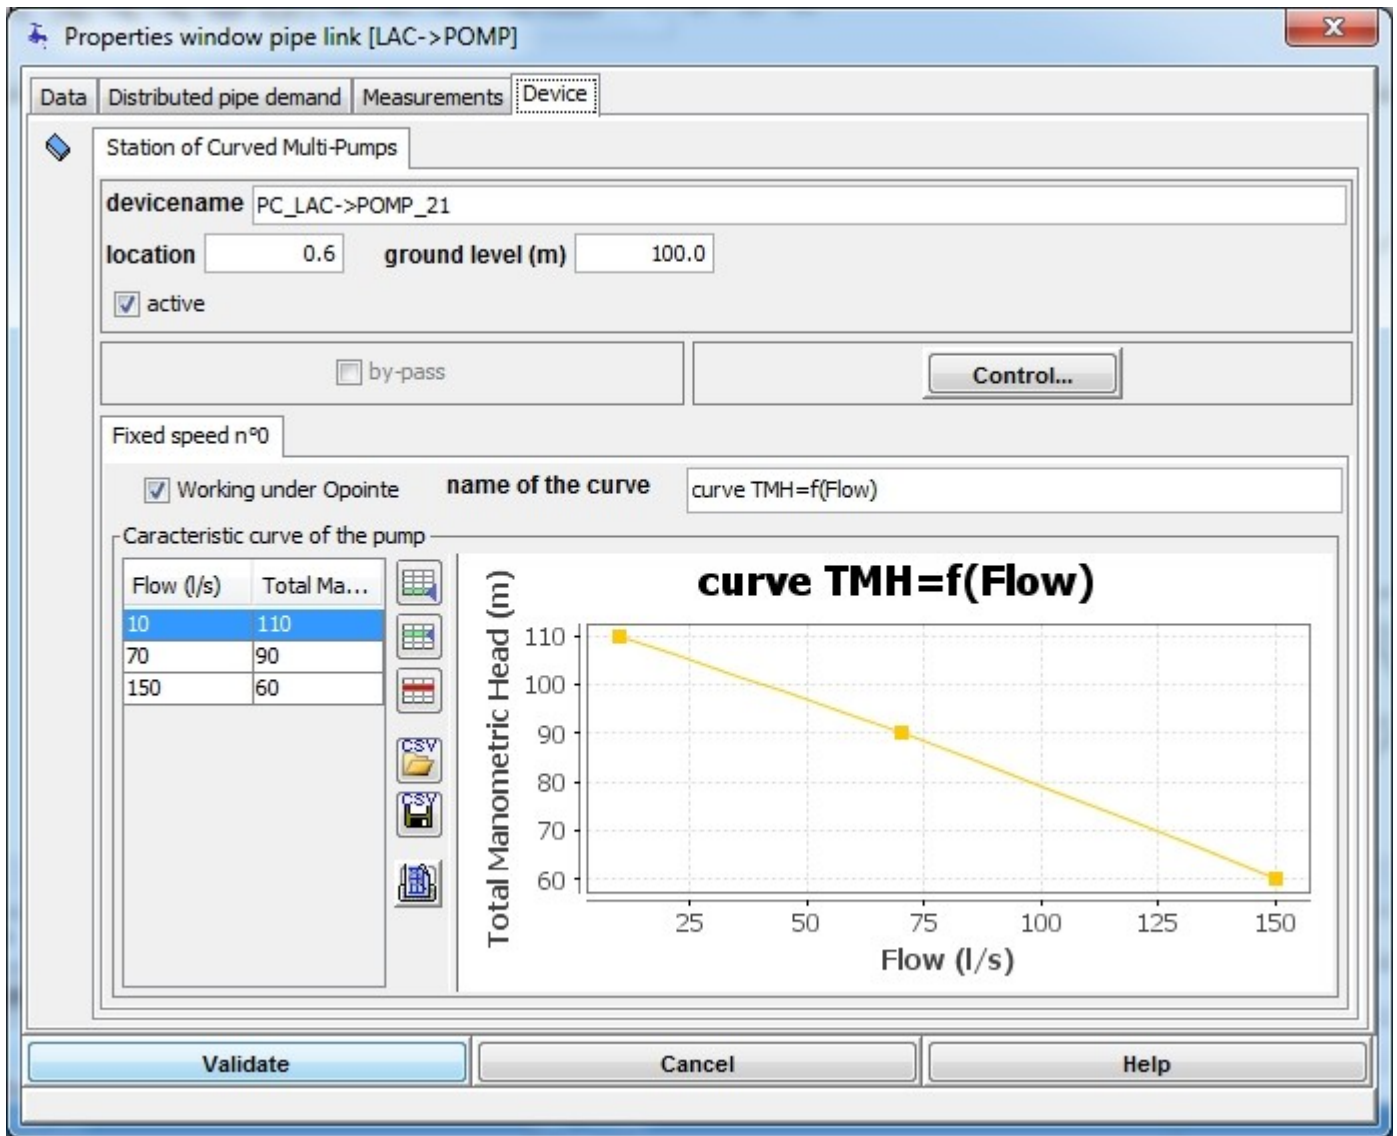 Properties window pipe link [LAC->POMP]
Data Distributed pipe demand Measurements Device
Station of Curved Multi-Pumps
devicename PC_LAC->POMP_21
location 0.6 ground level (m) 100.0
active
by-pass Control...
Fixed speed n°0
Working under Opointe name of the curve curve TMH=f(Flow)
Caracteristic curve of the pump
Flow (l/s) Total Ma...
10 110
70 90
150 60
CSV
CSV
curve TMH=f(Flow)
Total Manometric Head (m)
110
100
90
80
70
60
25 50 75 100 125 150
Flow (l/s)
Validate Cancel Help